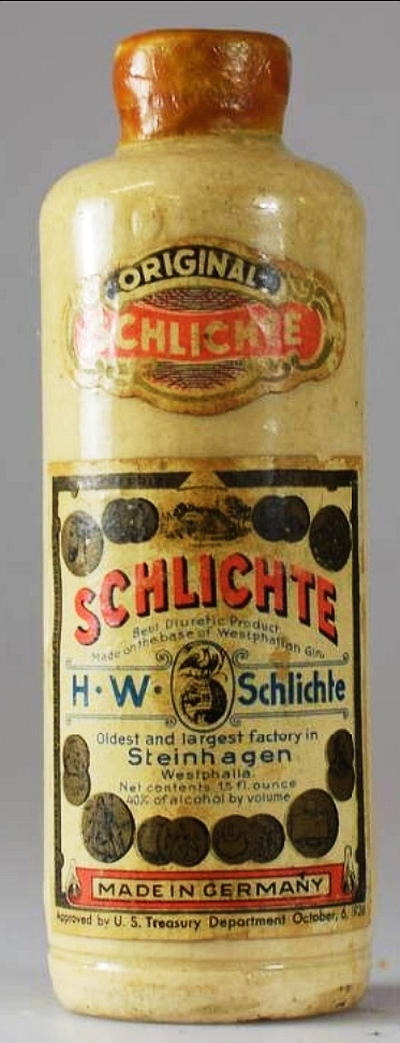 ORIGINAL
SCHLICHTE
SCHLICHTE
Best Diuretic Product
Made on the base of Westphalian Gin
H·W· Schlichte
Oldest and largest factory in
Steinhagen
Westphalia.
Net contents 1.5 fl. ounce
40% of alcohol by volume
MADE IN GERMANY
Approved by U. S. Treasury Department October, 6,